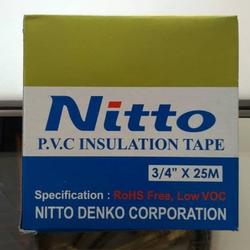 Nitto
P.V.C INSULATION TAPE
3/4" X 25M
Specification : RoHS Free, Low VOC
NITTO DENKO CORPORATION